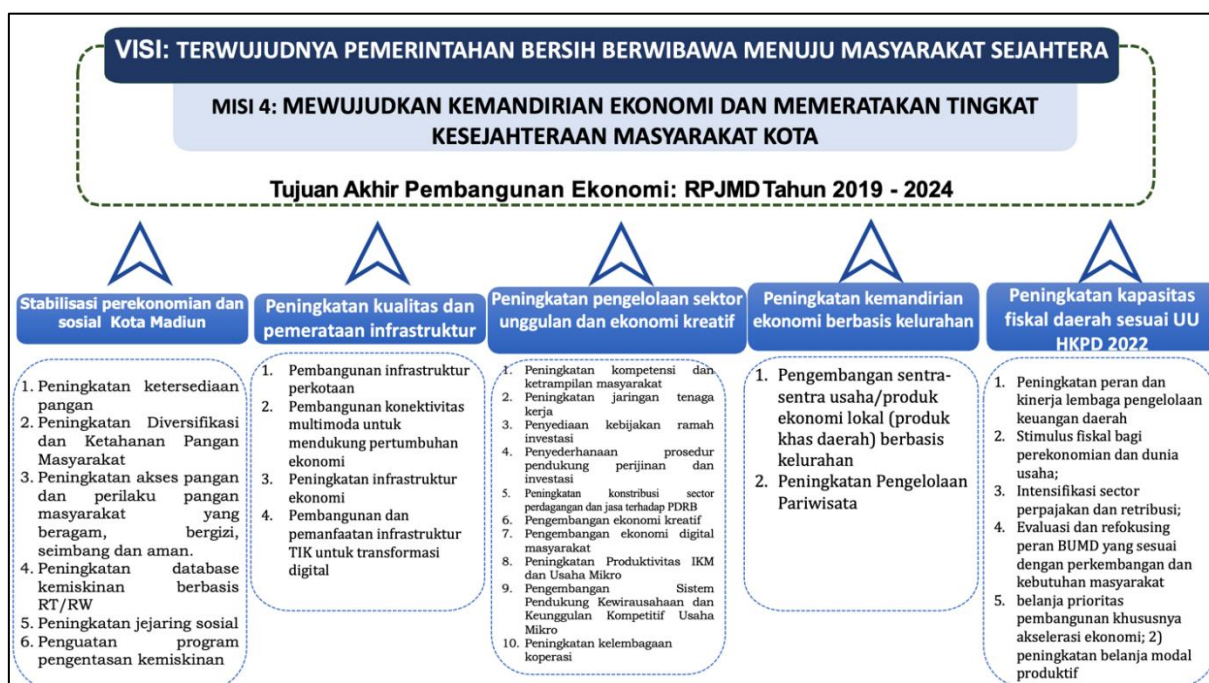 VISI: TERWUJUDNYA PEMERINTAHAN BERSIH BERWIBAWA MENUJU MASYARAKAT SEJAHTERA
MISI 4: MEWUJUDKAN KEMANDIRIAN EKONOMI DAN MEMERATAKAN TINGKAT
KESEJAHTERAAN MASYARAKAT KOTA
Tujuan Akhir Pembangunan Ekonomi: RPJMD Tahun 2019 - 2024
Stabilisasi perekonomian dan
sosial Kota Madiun
1. Peningkatan ketersediaan
pangan
2. Peningkatan Diversifikasi
dan Ketahanan Pangan
Masyarakat
3. Peningkatan akses pangan
dan perilaku pangan
masyarakat yang
beragam, bergizi,
seimbang dan aman.
4. Peningkatan database
kemiskinan berbasis
RT/RW
5. Peningkatan jejaring sosial
6. Penguatan program
pengentasan kemiskinan
Peningkatan kualitas dan
pemerataan infrastruktur
1. Pembangunan infrastruktur
perkotaan
2. Pembangunan konektivitas
multimoda untuk
mendukung pertumbuhan
ekonomi
3. Peningkatan infrastruktur
ekonomi
4. Pembangunan dan
pemanfaatan infrastruktur
TIK untuk transformasi
digital
Peningkatan pengelolaan sektor
unggulan dan ekonomi kreatif
1. Peningkatan kompetensi dan
ketrampilan masyarakat
2. Peningkatan jaringan tenaga
kerja
3. Penyediaan kebijakan ramah
investasi
4. Penyederhanaan prosedur
pendukung perijinan dan
investasi
5. Peningkatan konstribusi sector
perdagangan dan jasa terhadap PDRB
6. Pengembangan ekonomi kreatif
7. Pengembangan ekonomi digital
masyarakat
8. Peningkatan Produktivitas IKM
dan Usaha Mikro
9. Pengembangan Sistem
Pendukung Kewirausahaan dan
Keunggulan Kompetitif Usaha
Mikro
10. Peningkatan kelembagaan
koperasi
Peningkatan kemandirian
ekonomi berbasis kelurahan
1. Pengembangan sentra-
sentra usaha/produk
ekonomi lokal (produk
khas daerah) berbasis
kelurahan
2. Peningkatan Pengelolaan
Pariwisata
Peningkatan kapasitas
fiskal daerah sesuai UU
HKPD 2022
1. Peningkatan peran dan
kinerja lembaga pengelolaan
keuangan daerah
2. Stimulus fiskal bagi
perekonomian dan dunia
usaha;
3. Intensifikasi sector
perpajakan dan retribusi;
4. Evaluasi dan refokusing
peran BUMD yang sesuai
dengan perkembangan dan
kebutuhan masyarakat
5. belanja prioritas
pembangunan khususnya
akselerasi ekonomi; 2)
peningkatan belanja modal
produktif